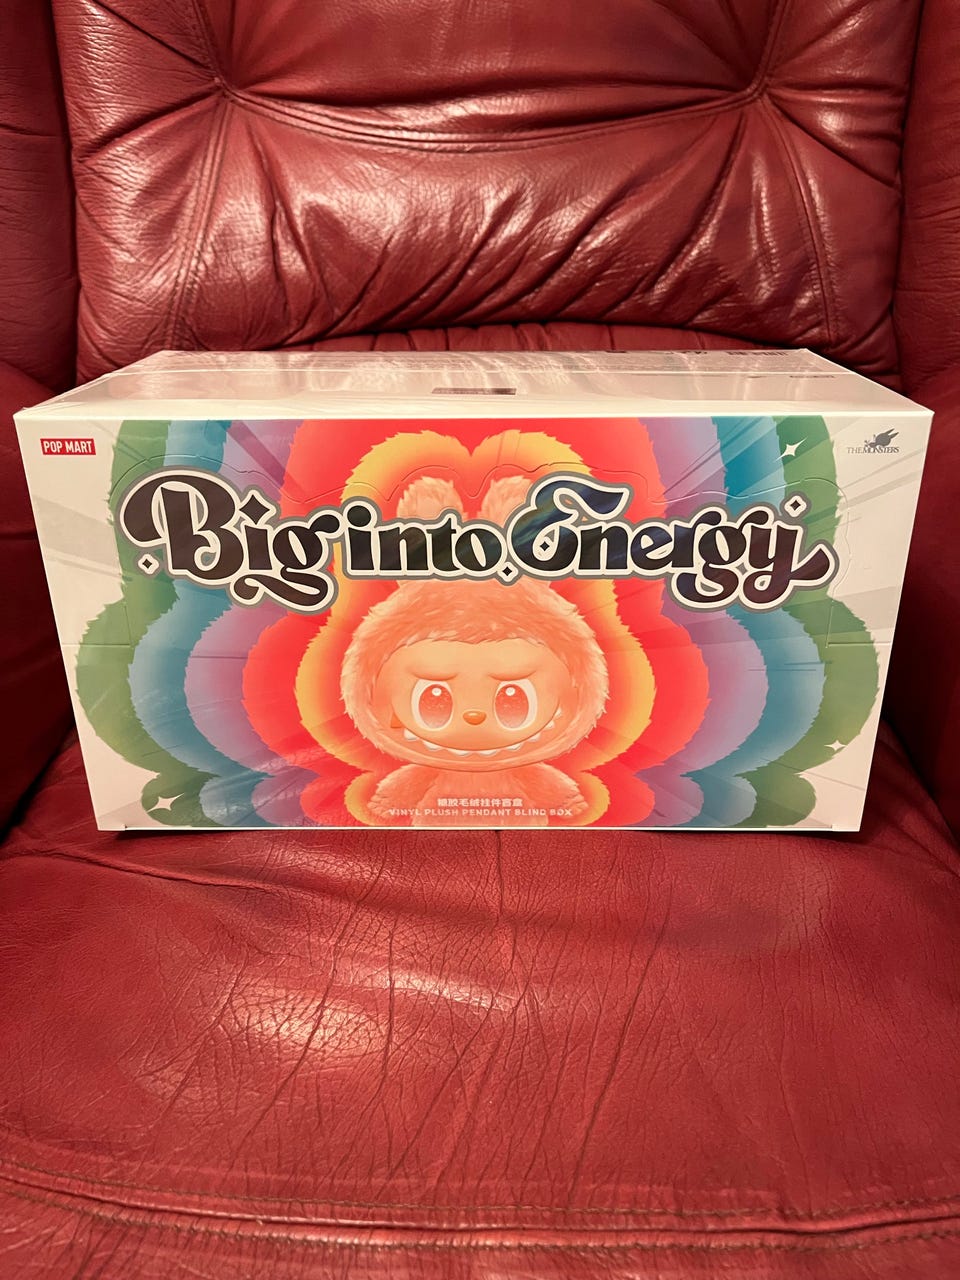 POP MART
THE MONSTERS
Big into Energy
搪胶毛绒挂件盲盒
VINYL PLUSH PENDANT BLIND BOX